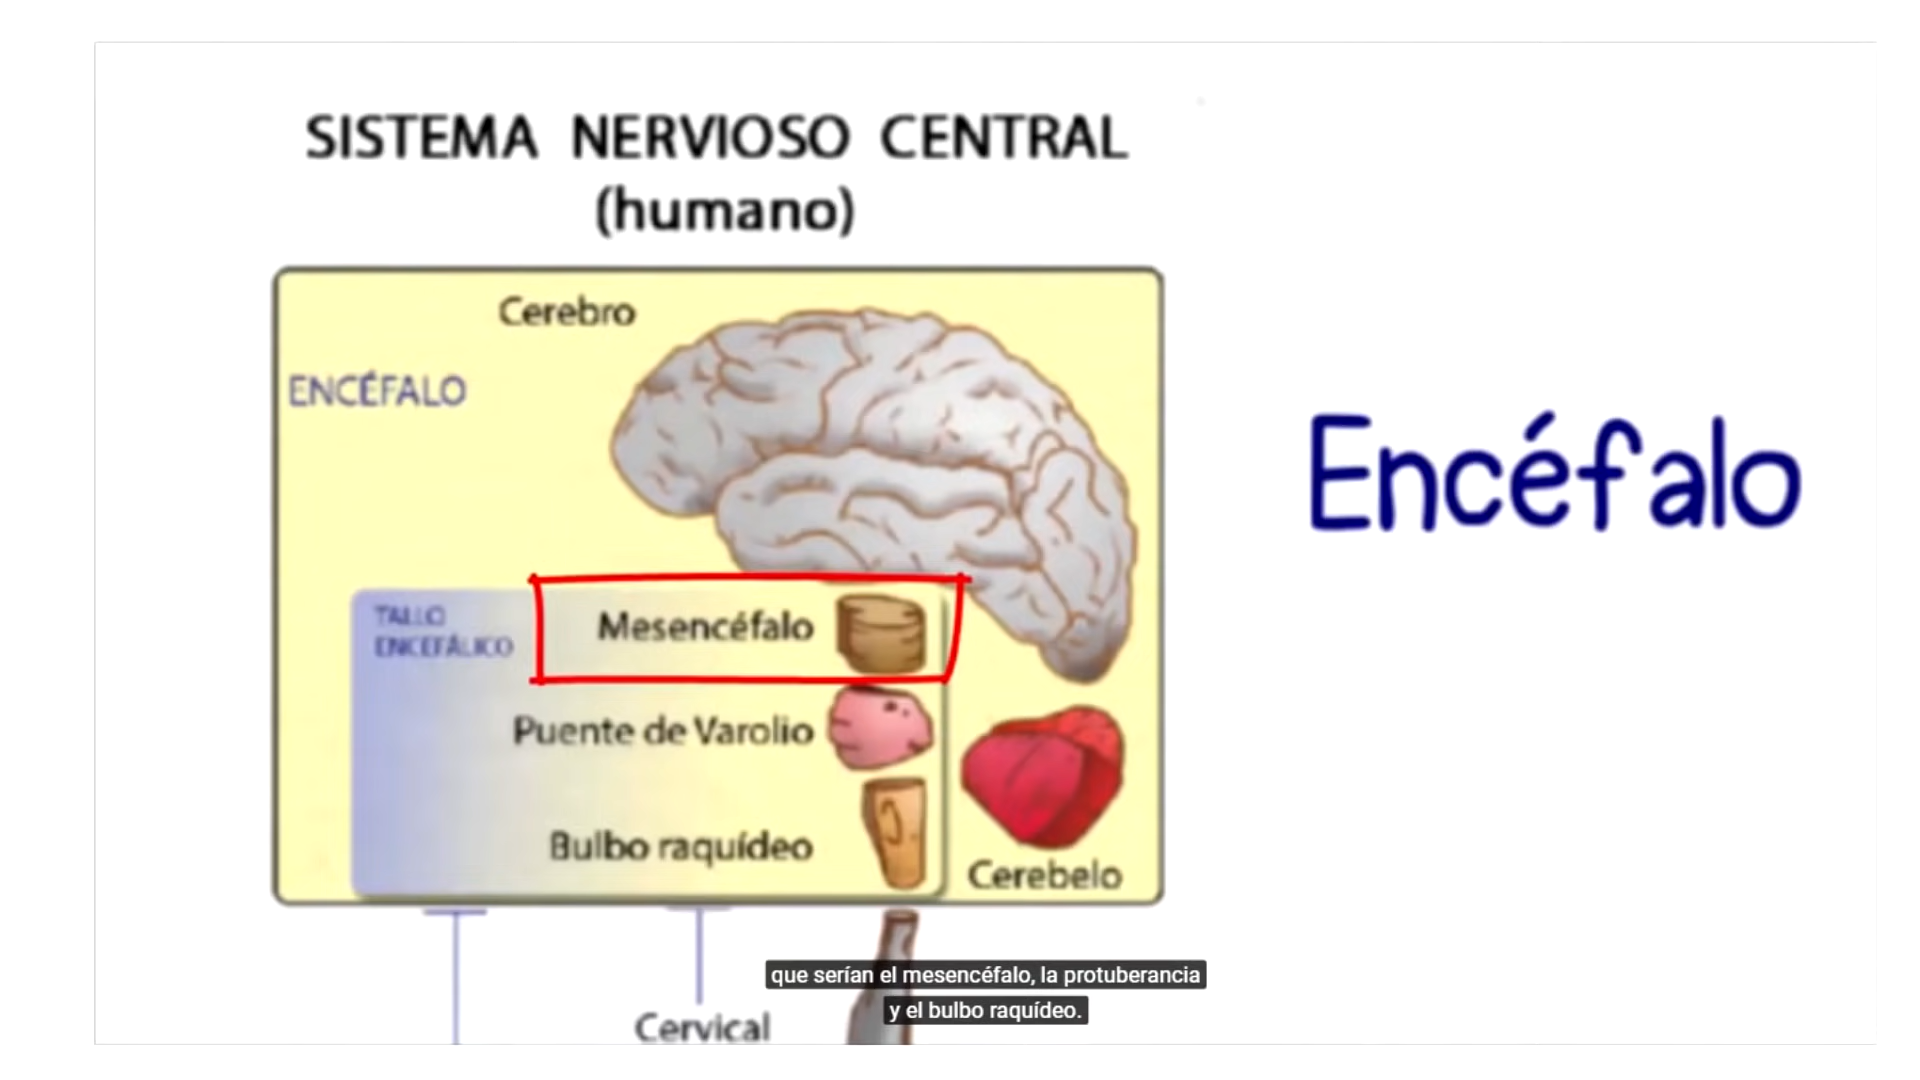 SISTEMA NERVIOSO CENTRAL
(humano)
Cerebro
ENCÉFALO
Encéfalo
TALLO
ENCEFÁLICO
Mesencéfalo
Puente de Varolio
Bulbo raquídeo
Cerebelo
que serían el mesencéfalo, la protuberancia
y el bulbo raquídeo.
Cervical